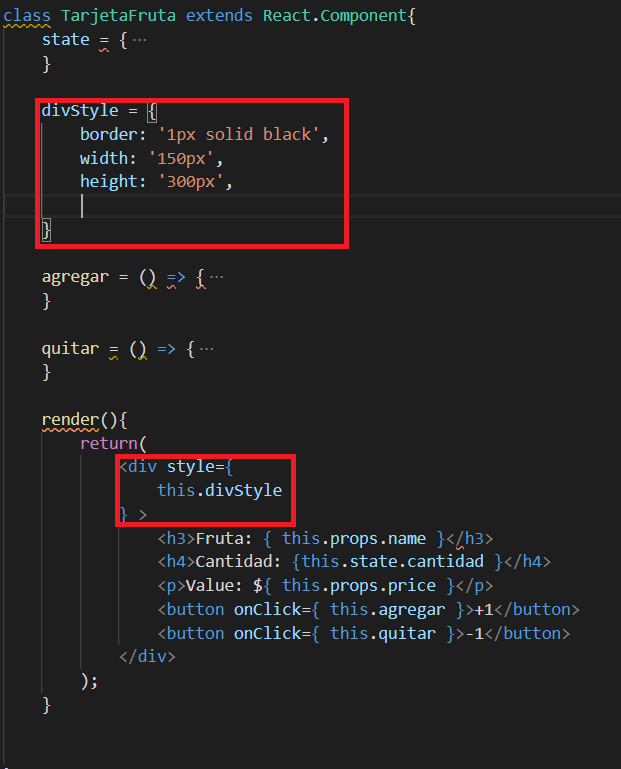 class TarjetaFruta extends React.Component{
state = {···
}
divStyle = {
border: '1px solid black',
width: '150px',
height: '300px',
}
agregar = () => {···
}
quitar = () => {···
}
render(){
return(
<div style={
this.divStyle
} >
<h3>Fruta: { this.props.name }</h3>
<h4>Cantidad: {this.state.cantidad }</h4>
<p>Value: ${ this.props.price }</p>
<button onClick={ this.agregar }>+1</button>
<button onClick={ this.quitar }>-1</button>
</div>
);
}